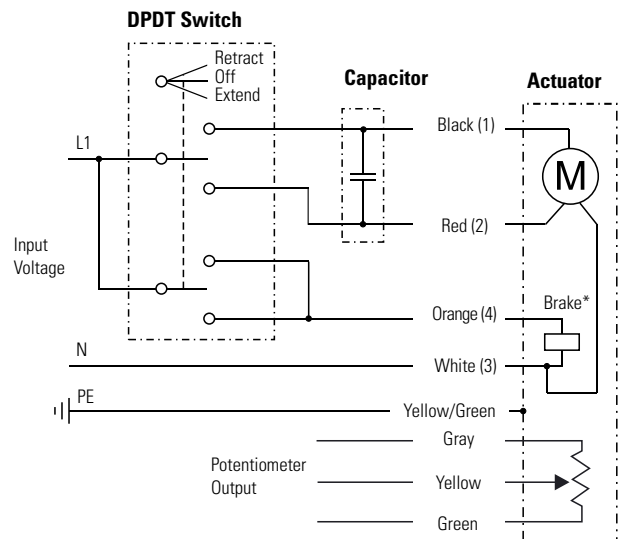 DPDT Switch
Retract
Off
Extend
Capacitor
Actuator
L1
Black (1)
M
Red (2)
Input
Voltage
Orange (4)
Brake*
N
White (3)
PE
Yellow/Green
Gray
Potentiometer
Output
Yellow
Green